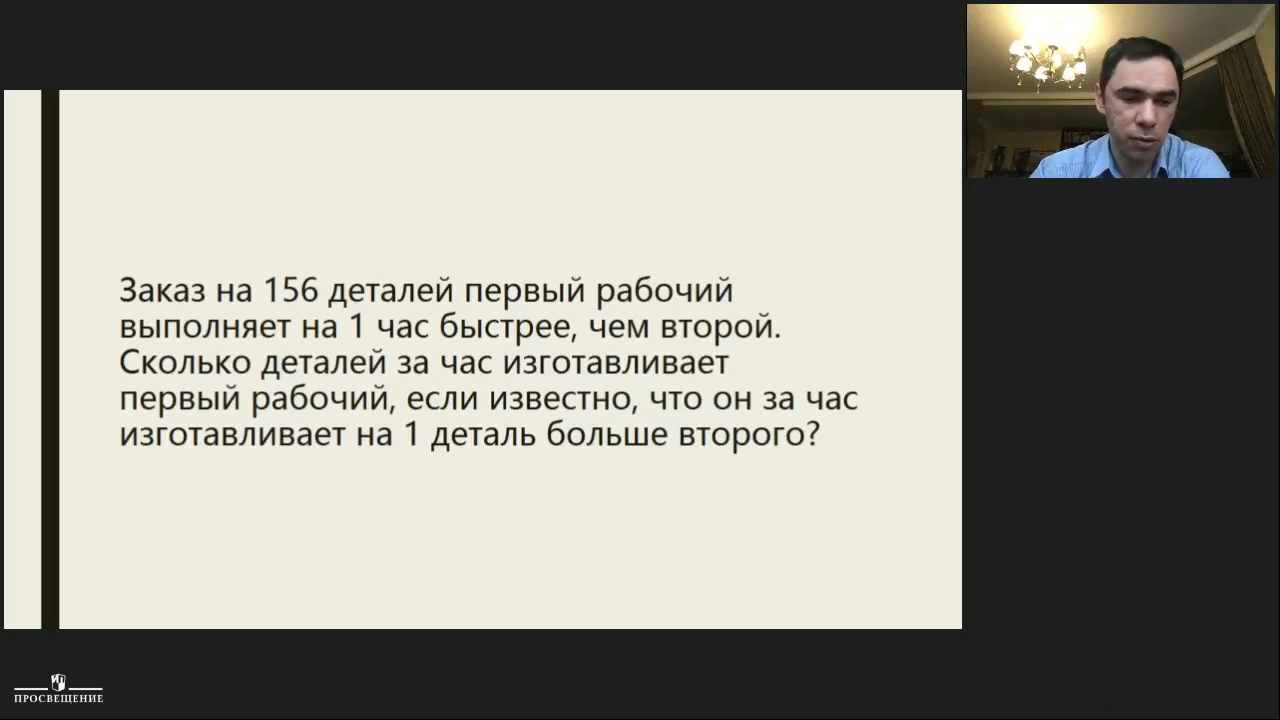 Заказ на 156 деталей первый рабочий
выполняет на 1 час быстрее, чем второй.
Сколько деталей за час изготавливает
первый рабочий, если известно, что он за час
изготавливает на 1 деталь больше второго?
ПРОСВЕЩЕНИЕ